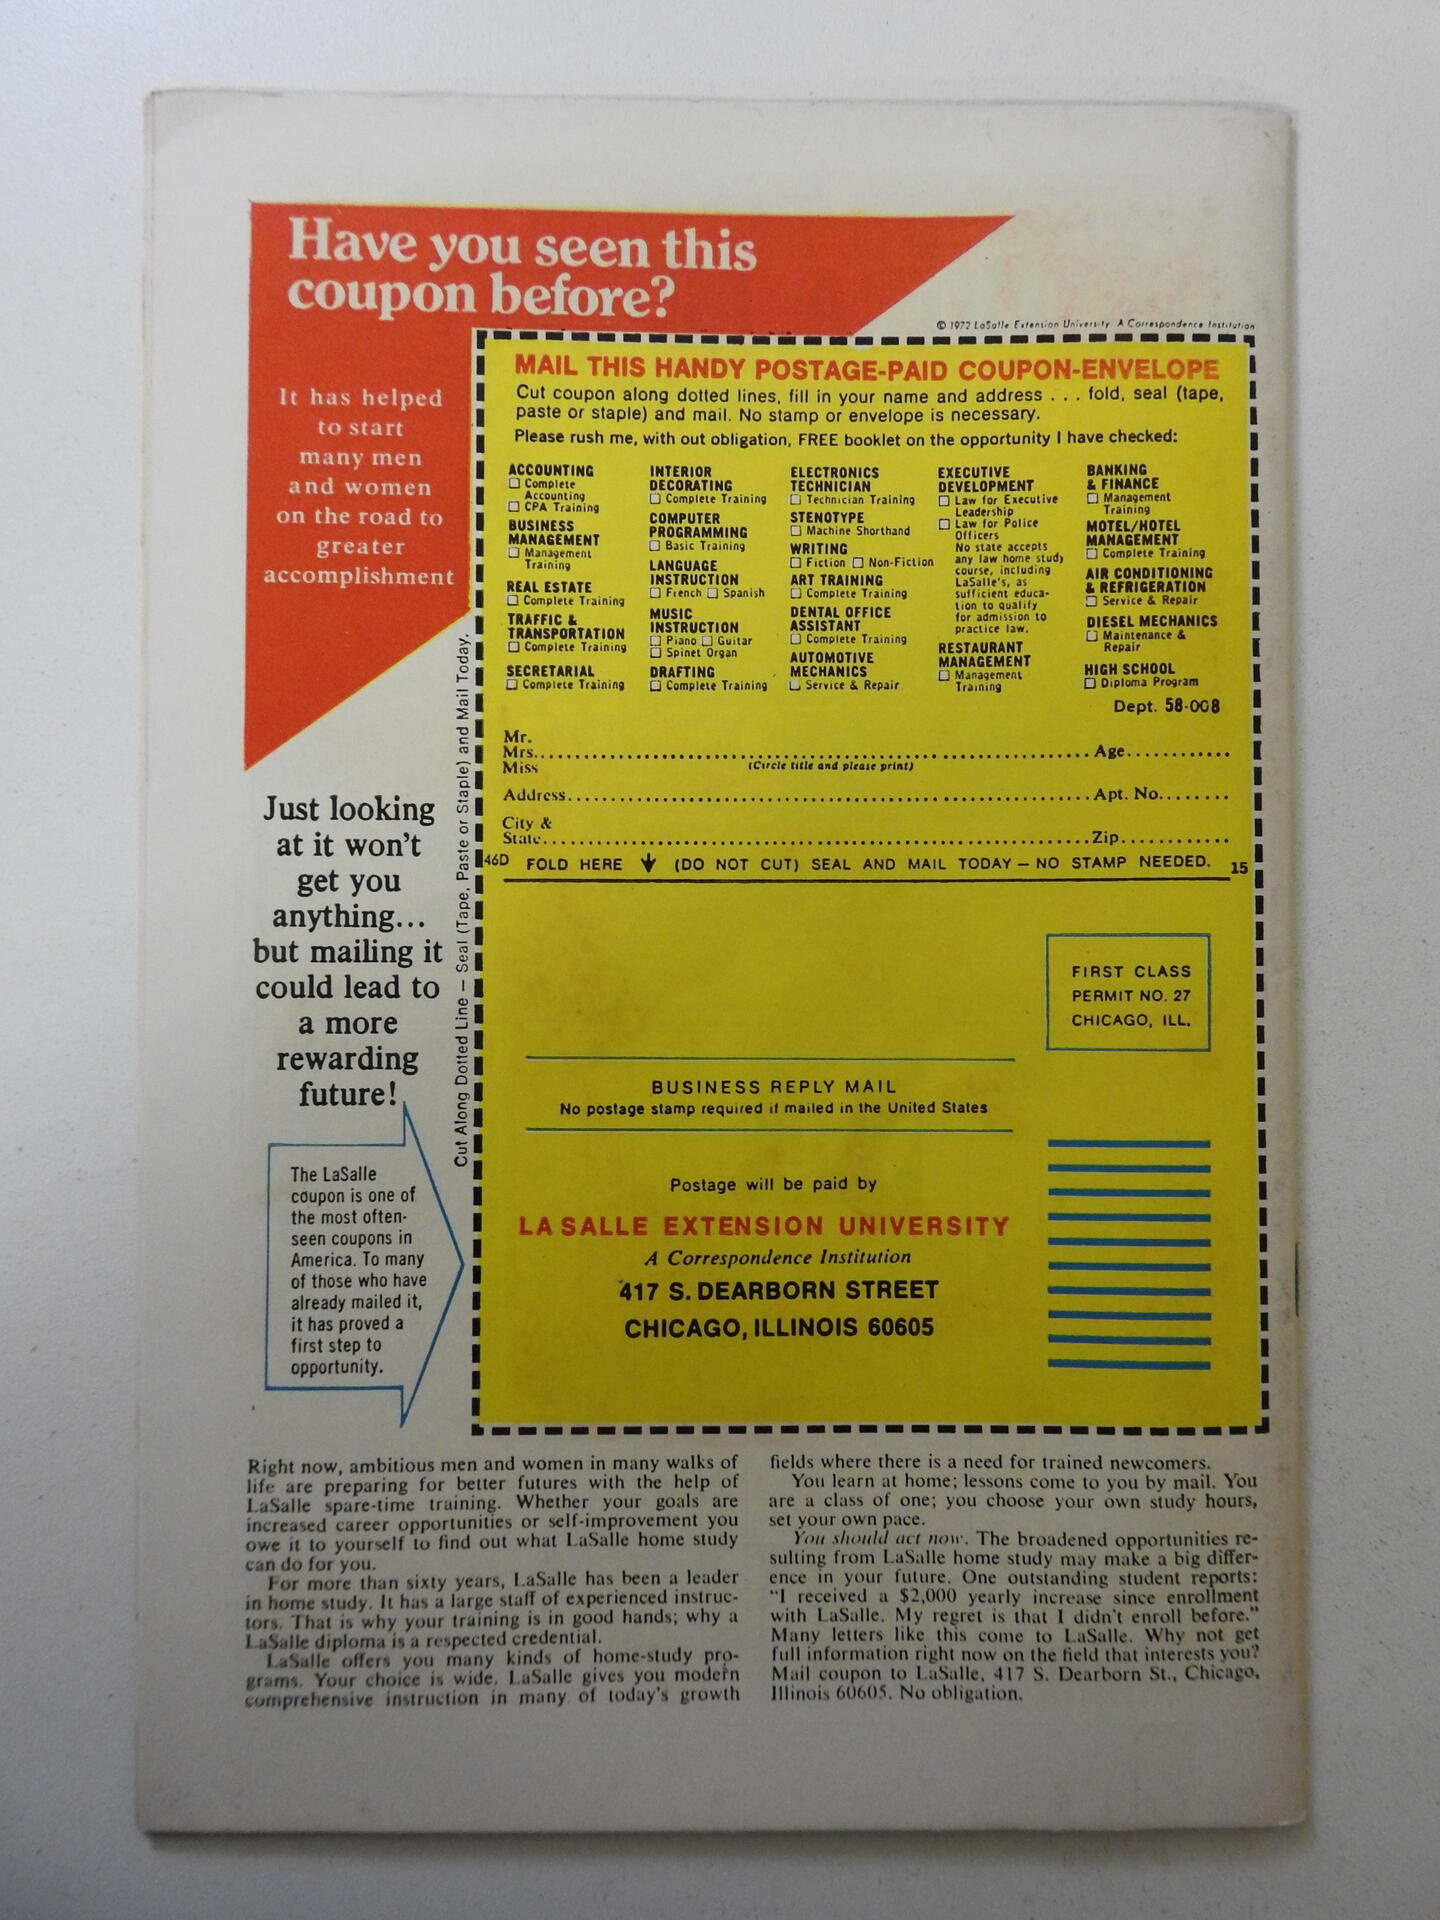 Have you seen this
coupon before?
© 1972 LaSalle Extension University. A Correspondence Institution
It has helped
to start
many men
and women
on the road to
greater
accomplishment
Just looking
at it won't
get you
anything...
but mailing it
could lead to
a more
rewarding
future!
The LaSalle
coupon is one of
the most often-
seen coupons in
America. To many
of those who have
already mailed it,
it has proved a
first step to
opportunity.
Cut Along Dotted Line — Seal (Tape, Paste or Staple) and Mail Today.
MAIL THIS HANDY POSTAGE-PAID COUPON-ENVELOPE
Cut coupon along dotted lines, fill in your name and address . . . fold, seal (tape,
paste or staple) and mail. No stamp or envelope is necessary.
Please rush me, with out obligation, FREE booklet on the opportunity I have checked:
ACCOUNTING
☐ Complete
Accounting
☐ CPA Training
BUSINESS
MANAGEMENT
☐ Management
Training
REAL ESTATE
☐ Complete Training
TRAFFIC &
TRANSPORTATION
☐ Complete Training
SECRETARIAL
☐ Complete Training
INTERIOR
DECORATING
☐ Complete Training
COMPUTER
PROGRAMMING
☐ Basic Training
LANGUAGE
INSTRUCTION
☐ French ☐ Spanish
MUSIC
INSTRUCTION
☐ Piano ☐ Guitar
☐ Spinet Organ
DRAFTING
☐ Complete Training
ELECTRONICS
TECHNICIAN
☐ Technician Training
STENOTYPE
☐ Machine Shorthand
WRITING
☐ Fiction ☐ Non-Fiction
ART TRAINING
☐ Complete Training
DENTAL OFFICE
ASSISTANT
☐ Complete Training
AUTOMOTIVE
MECHANICS
☐ Service & Repair
EXECUTIVE
DEVELOPMENT
☐ Law for Executive
Leadership
☐ Law for Police
Officers
No state accepts
any law home study
course, including
LaSalle's, as
sufficient educa-
tion to qualify
for admission to
practice law.
RESTAURANT
MANAGEMENT
☐ Management
Training
BANKING
& FINANCE
☐ Management
Training
MOTEL/HOTEL
MANAGEMENT
☐ Complete Training
AIR CONDITIONING
& REFRIGERATION
☐ Service & Repair
DIESEL MECHANICS
☐ Maintenance &
Repair
HIGH SCHOOL
☐ Diploma Program
Dept. 58-008
Mr.
Mrs. Age
Miss (Circle title and please print)
Address Apt. No.
City &
State Zip
46D FOLD HERE ↓ (DO NOT CUT) SEAL AND MAIL TODAY — NO STAMP NEEDED. 15
FIRST CLASS
PERMIT NO. 27
CHICAGO, ILL.
BUSINESS REPLY MAIL
No postage stamp required if mailed in the United States
Postage will be paid by
LA SALLE EXTENSION UNIVERSITY
A Correspondence Institution
417 S. DEARBORN STREET
CHICAGO, ILLINOIS 60605
Right now, ambitious men and women in many walks of
life are preparing for better futures with the help of
LaSalle spare-time training. Whether your goals are
increased career opportunities or self-improvement you
owe it to yourself to find out what LaSalle home study
can do for you.
For more than sixty years, LaSalle has been a leader
in home study. It has a large staff of experienced instruc-
tors. That is why your training is in good hands; why a
LaSalle diploma is a respected credential.
LaSalle offers you many kinds of home-study pro-
grams. Your choice is wide. LaSalle gives you modern
comprehensive instruction in many of today's growth
fields where there is a need for trained newcomers.
You learn at home; lessons come to you by mail. You
are a class of one; you choose your own study hours,
set your own pace.
You should act now. The broadened opportunities re-
sulting from LaSalle home study may make a big differ-
ence in your future. One outstanding student reports:
"I received a $2,000 yearly increase since enrollment
with LaSalle. My regret is that I didn't enroll before."
Many letters like this come to LaSalle. Why not get
full information right now on the field that interests you?
Mail coupon to LaSalle, 417 S. Dearborn St., Chicago,
Illinois 60605. No obligation.